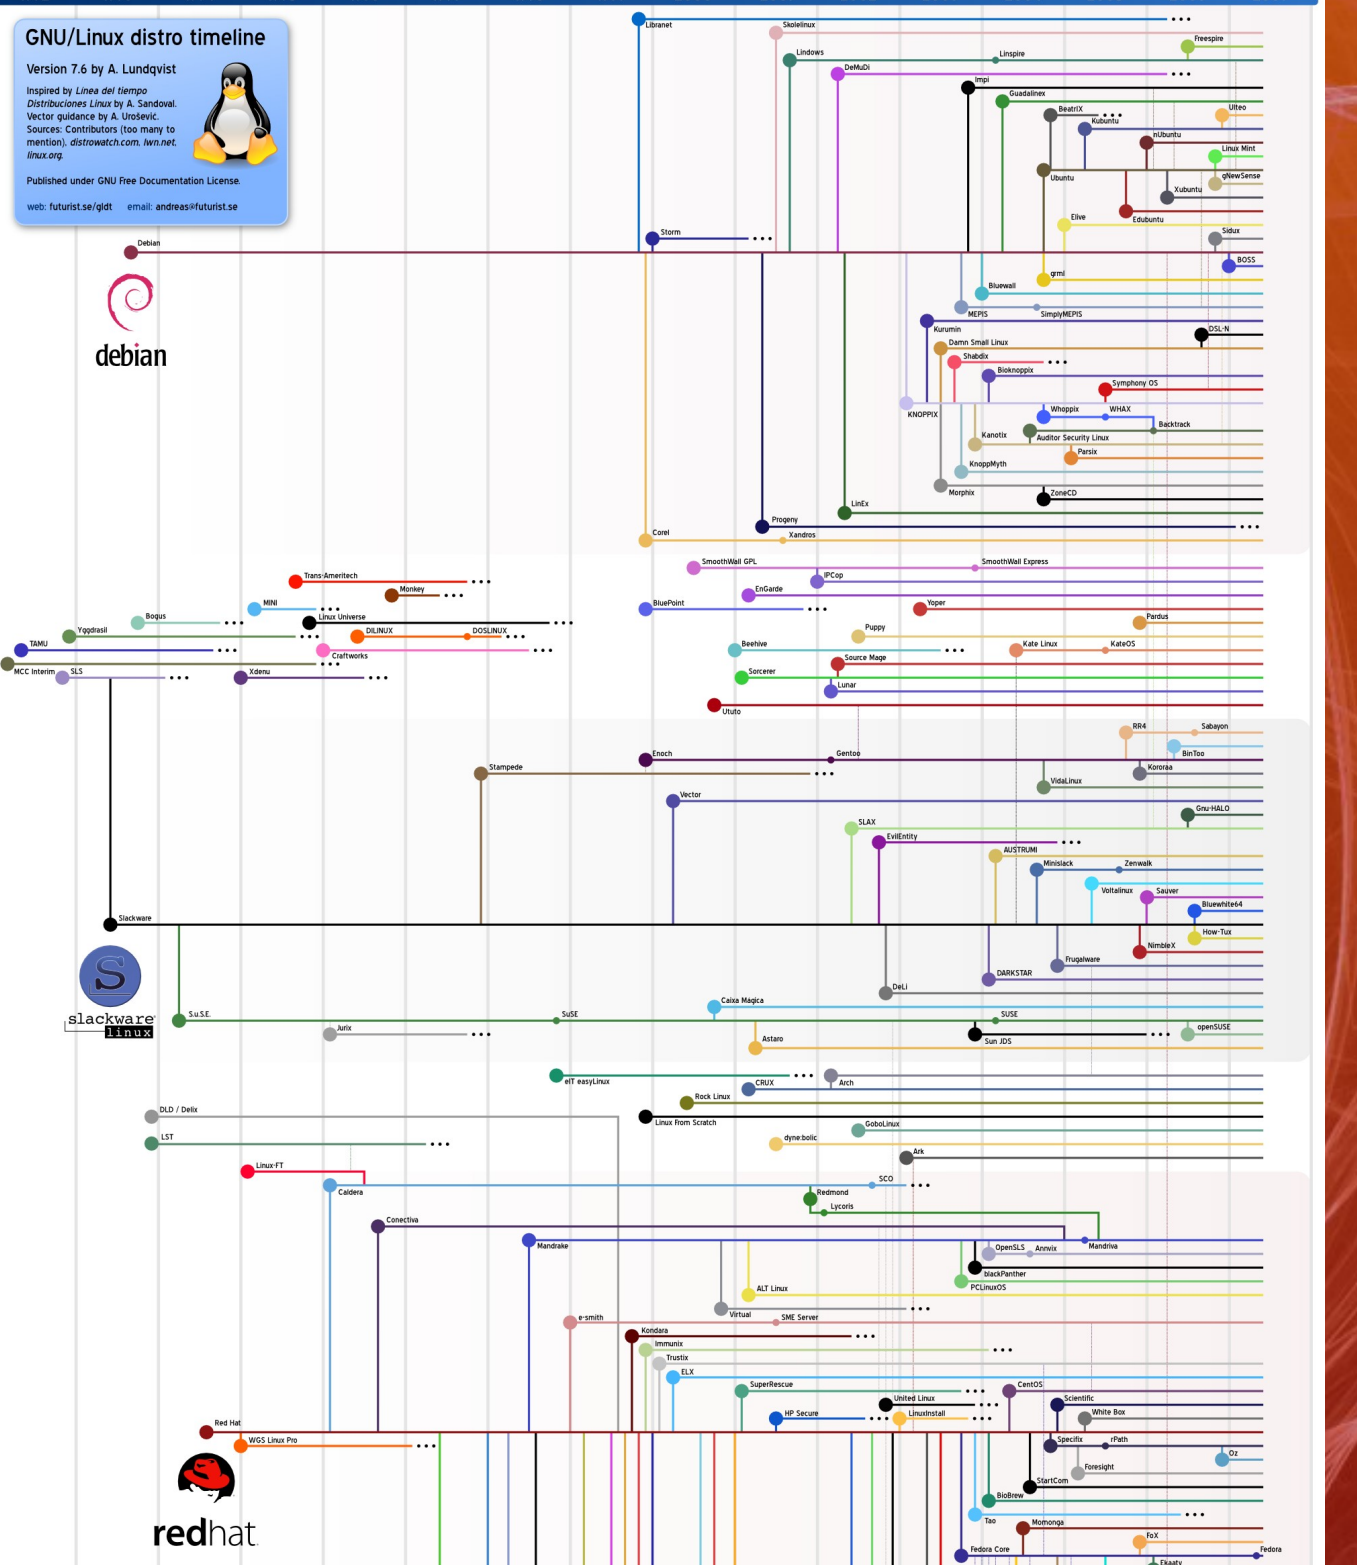 GNU/Linux distro timeline
Version 7.6 by A. Lundqvist
Inspired by Linea del tiempo
Distribuciones Linux by A. Sandoval.
Vector guidance by A. Urošević.
Sources: Contributors (too many to
mention), distrowatch.com, lwn.net,
linux.org.
Published under GNU Free Documentation License.
web: futurist.se/gldt email: andreas@futurist.se
Libranet
Skolelinux
Freespire
Lindows
Linspire
DeMuDi
Impi
Guadalinex
BeatrIX
Ulteo
Kubuntu
nUbuntu
Linux Mint
Ubuntu
gNewSense
Xubuntu
Edubuntu
Elive
Storm
Sidux
Debian
BOSS
grml
debian
Bluewall
MEPIS
SimplyMEPIS
Kurumin
DSL-N
Damn Small Linux
Shabdix
Bioknoppix
Symphony OS
KNOPPIX
Whoppix
WHAX
Backtrack
Auditor Security Linux
Kanotix
Parsix
KnoppMyth
Morphix
ZoneCD
LinEx
Progeny
Corel
Xandros
SmoothWall GPL
SmoothWall Express
Trans-Ameritech
IPCop
Monkey
EnGarde
MINI
BluePoint
Yoper
Bogus
Linux Universe
Pardus
Yggdrasil
DILINUX
DOSLINUX
Puppy
TAMU
Craftworks
Beehive
Kate Linux
KateOS
MCC Interim
SLS
Xdenu
Source Mage
Sorcerer
Lunar
Ututo
RR4
Sabayon
BinToo
Enoch
Gentoo
Stampede
Kororaa
VidaLinux
Vector
Gnu-HALO
SLAX
EvilEntity
AUSTRUMI
Minislack
Zenwalk
Voltalinux
Sauver
Bluewhite64
Slackware
How-Tux
NimbleX
Frugalware
DARKSTAR
DeLi
slackware
linux
Caixa Mágica
S.u.S.E.
SuSE
SUSE
Jurix
Sun JDS
openSUSE
Astaro
eIT easyLinux
Arch
CRUX
Rock Linux
DLD / Delix
Linux From Scratch
GoboLinux
LST
dyne:bolic
Ark
Linux-FT
Caldera
SCO
Redmond
Lycoris
Conectiva
Mandrake
Mandriva
OpenSLS
Annvix
blackPanther
PCLinuxOS
ALT Linux
Virtual
e-smith
SME Server
Kondara
Immunix
Trustix
ELX
SuperRescue
CentOS
United Linux
Scientific
HP Secure
LinuxInstall
White Box
Red Hat
WGS Linux Pro
Specifix
rPath
Oz
Foresight
StartCom
BioBrew
Tao
redhat.
Momonga
FoX
Fedora Core
Fedora
Ekaaty